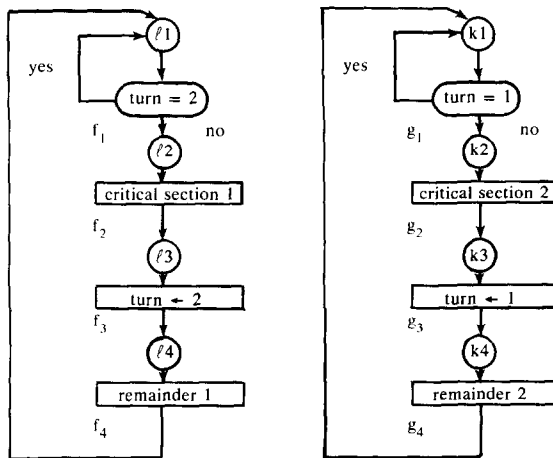 ℓ1
yes
turn = 2
f₁
no
ℓ2
critical section 1
f₂
ℓ3
turn ← 2
f₃
ℓ4
remainder 1
f₄
k1
yes
turn = 1
g₁
no
k2
critical section 2
g₂
k3
turn ← 1
g₃
k4
remainder 2
g₄